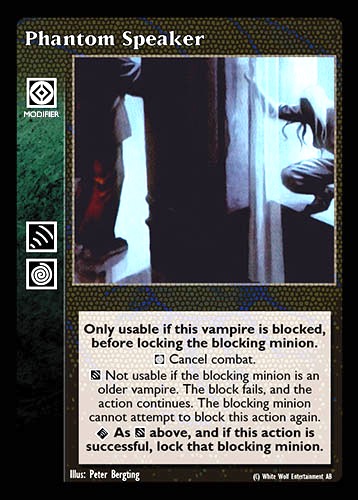 Phantom Speaker
MODIFIER
Only usable if this vampire is blocked,
before locking the blocking minion.
Cancel combat.
Not usable if the blocking minion is an
older vampire. The block fails, and the
action continues. The blocking minion
cannot attempt to block this action again.
As above, and if this action is
successful, lock that blocking minion.
Illus: Peter Bergting
(C) White Wolf Entertainment AB